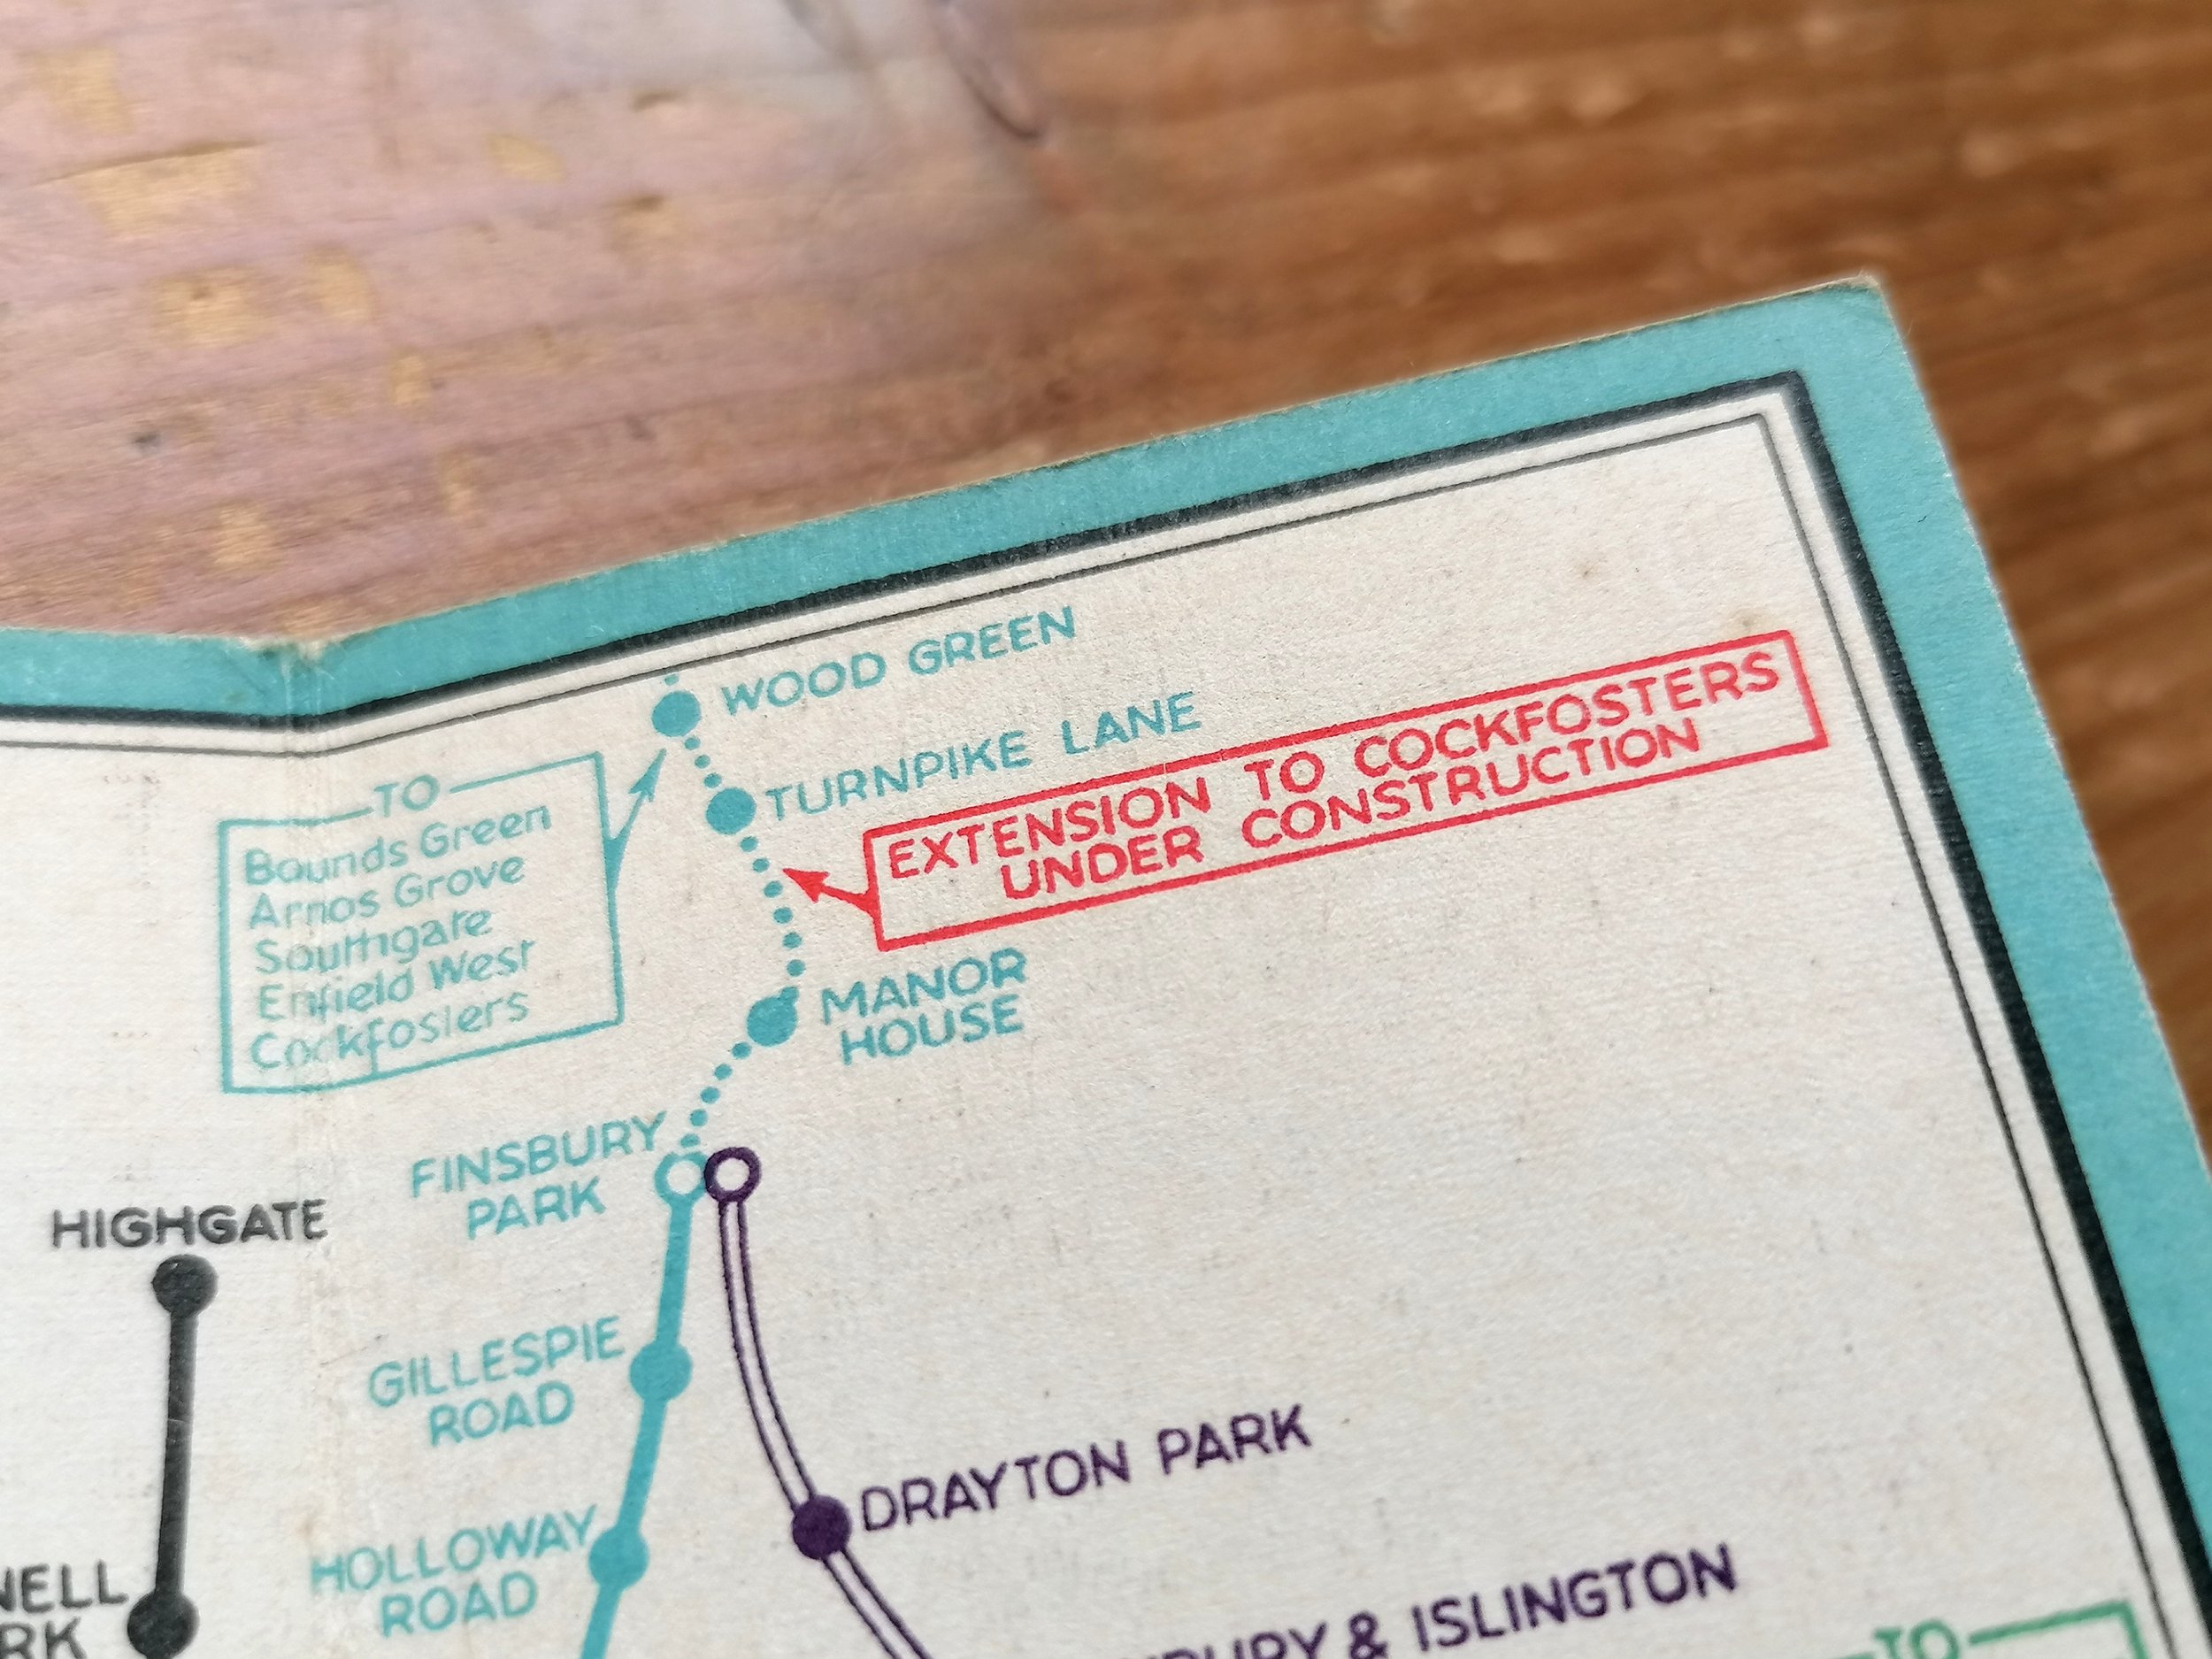 WOOD GREEN
TURNPIKE LANE
EXTENSION TO COCKFOSTERS
UNDER CONSTRUCTION
TO
Bounds Green
Arnos Grove
Southgate
Enfield West
Cockfosters
MANOR
HOUSE
FINSBURY
PARK
HIGHGATE
GILLESPIE
ROAD
DRAYTON PARK
HOLLOWAY
ROAD
NELL
RK
BURY & ISLINGTON
TO